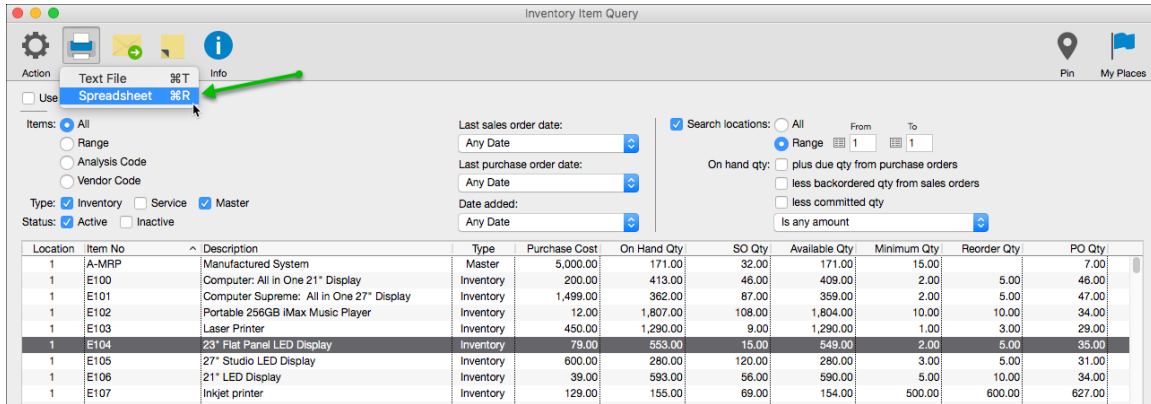 Inventory Item Query
Action Info Pin My Places
Text File ⌘T
Spreadsheet ⌘R
Use
Items: All
Range
Analysis Code
Vendor Code
Type: Inventory Service Master
Status: Active Inactive
Last sales order date:
Any Date
Last purchase order date:
Any Date
Date added:
Any Date
Search locations: All From To
Range 1 1
On hand qty: plus due qty from purchase orders
less backordered qty from sales orders
less committed qty
Is any amount
Location Item No Description Type Purchase Cost On Hand Qty SO Qty Available Qty Minimum Qty Reorder Qty PO Qty
1 A-MRP Manufactured System Master 5,000.00 171.00 32.00 171.00 15.00 7.00
1 E100 Computer: All in One 21" Display Inventory 200.00 413.00 46.00 409.00 2.00 5.00 46.00
1 E101 Computer Supreme: All in One 27" Display Inventory 1,499.00 362.00 87.00 359.00 2.00 5.00 47.00
1 E102 Portable 256GB iMax Music Player Inventory 12.00 1,807.00 108.00 1,804.00 10.00 10.00 34.00
1 E103 Laser Printer Inventory 450.00 1,290.00 9.00 1,290.00 1.00 3.00 29.00
1 E104 23" Flat Panel LED Display Inventory 79.00 553.00 15.00 549.00 2.00 5.00 35.00
1 E105 27" Studio LED Display Inventory 600.00 280.00 120.00 280.00 3.00 5.00 31.00
1 E106 21" LED Display Inventory 39.00 593.00 56.00 590.00 5.00 10.00 34.00
1 E107 Inkjet printer Inventory 129.00 155.00 69.00 154.00 500.00 600.00 627.00